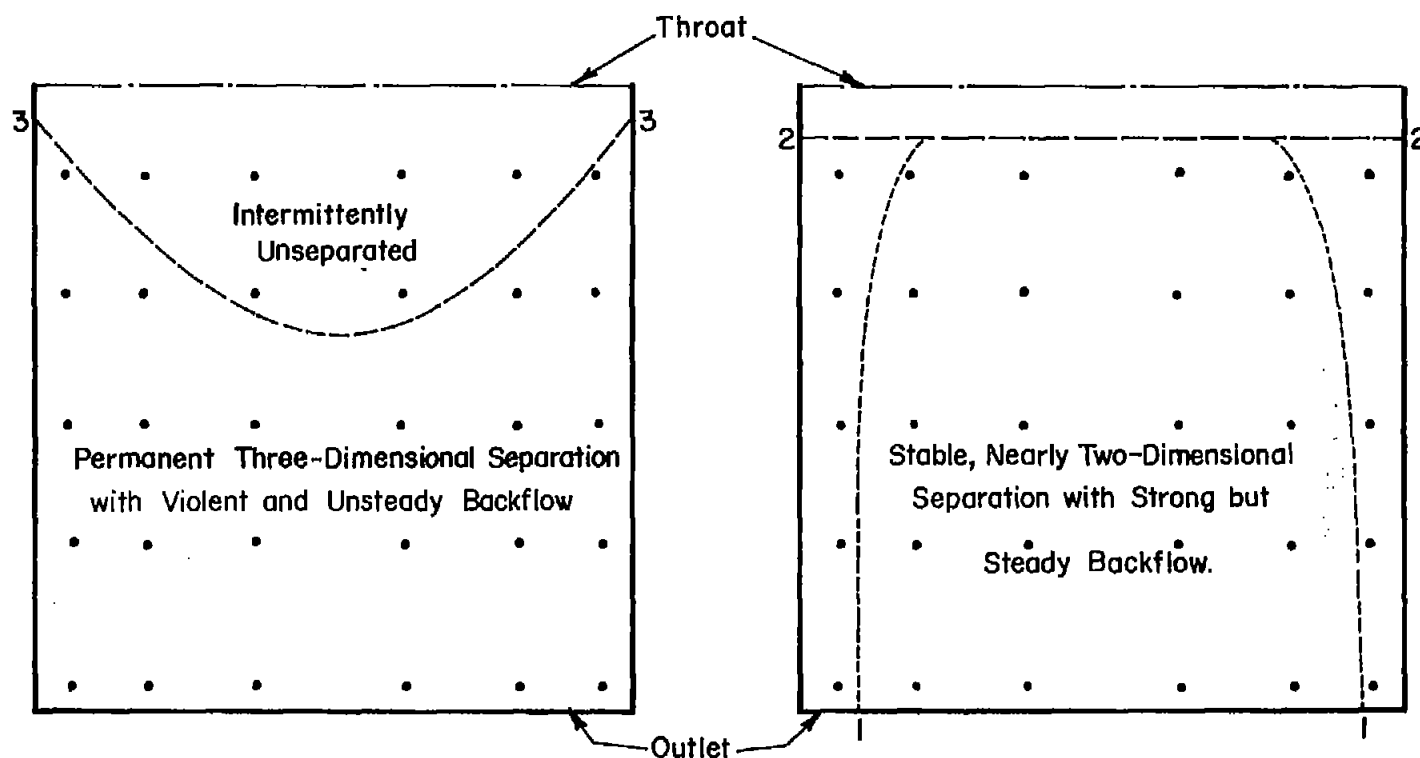 Throat
3
3
Intermittently
Unseparated
Permanent Three-Dimensional Separation
with Violent and Unsteady Backflow
2
2
Stable, Nearly Two-Dimensional
Separation with Strong but
Steady Backflow.
Outlet
1
1